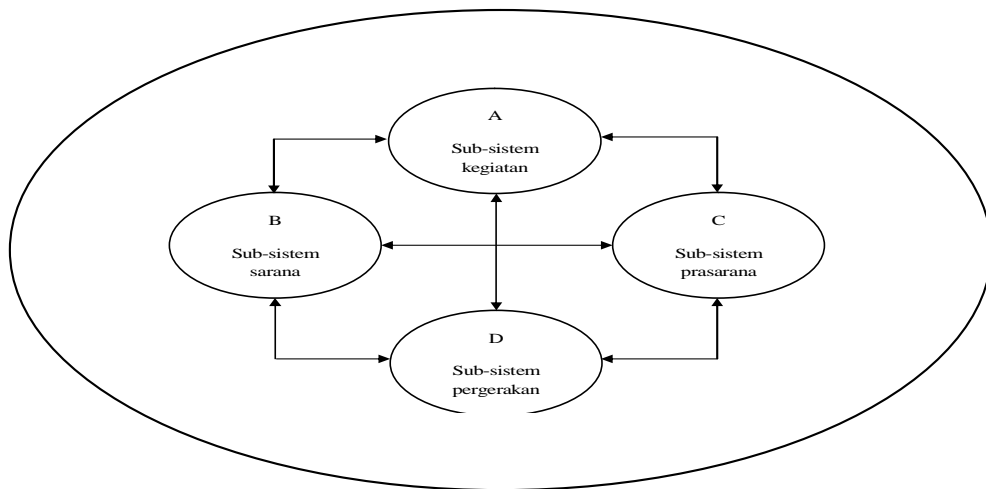 A
Sub-sistem
kegiatan
B
Sub-sistem
sarana
C
Sub-sistem
prasarana
D
Sub-sistem
pergerakan